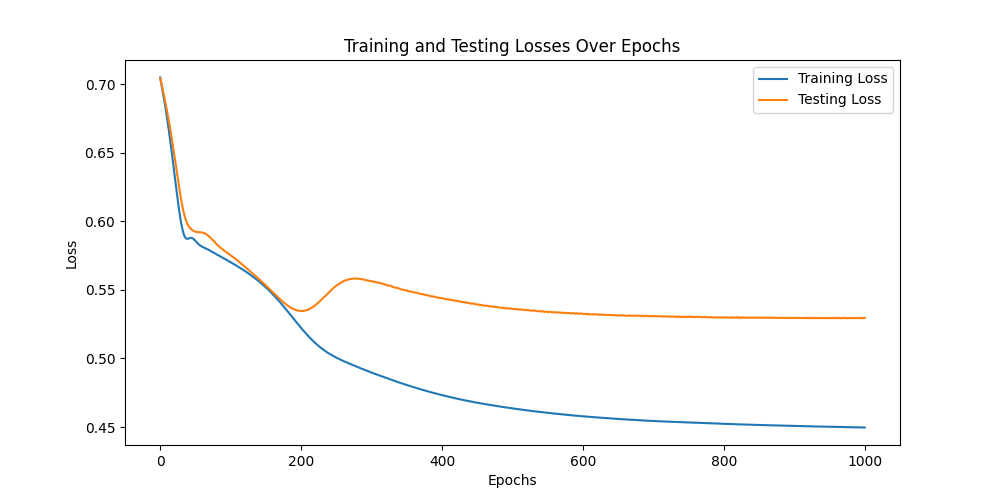 Training and Testing Losses Over Epochs
Training Loss
Testing Loss
Loss
0.70
0.65
0.60
0.55
0.50
0.45
0
200
400
600
800
1000
Epochs